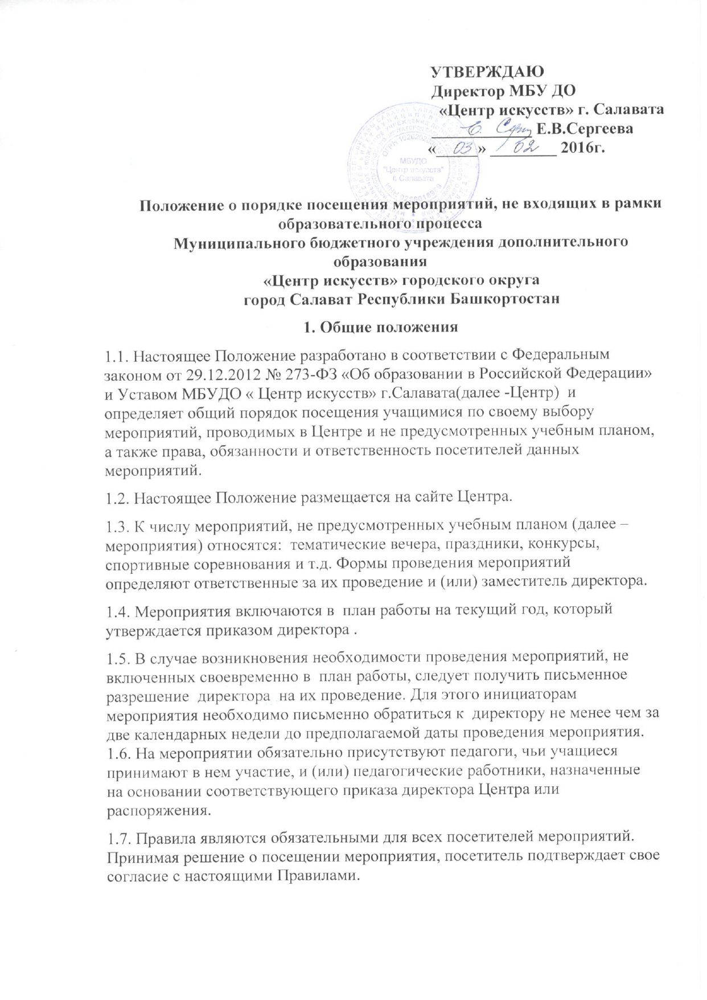 УТВЕРЖДАЮ
Директор МБУ ДО
«Центр искусств» г. Салавата
Е.В.Сергеева
«03» 02 2016г.
МБУДО
"Центр искусств"
г. Салавата
Положение о порядке посещения мероприятий, не входящих в рамки
образовательного процесса
Муниципального бюджетного учреждения дополнительного
образования
«Центр искусств» городского округа
город Салават Республики Башкортостан
1. Общие положения
1.1. Настоящее Положение разработано в соответствии с Федеральным
законом от 29.12.2012 № 273-ФЗ «Об образовании в Российской Федерации»
и Уставом МБУДО « Центр искусств» г.Салавата(далее -Центр)  и
определяет общий порядок посещения учащимися по своему выбору
мероприятий, проводимых в Центре и не предусмотренных учебным планом,
а также права, обязанности и ответственность посетителей данных
мероприятий.
1.2. Настоящее Положение размещается на сайте Центра.
1.3. К числу мероприятий, не предусмотренных учебным планом (далее –
мероприятия) относятся:  тематические вечера, праздники, конкурсы,
спортивные соревнования и т.д. Формы проведения мероприятий
определяют ответственные за их проведение и (или) заместитель директора.
1.4. Мероприятия включаются в  план работы на текущий год, который
утверждается приказом директора .
1.5. В случае возникновения необходимости проведения мероприятий, не
включенных своевременно в  план работы, следует получить письменное
разрешение  директора  на их проведение. Для этого инициаторам
мероприятия необходимо письменно обратиться к  директору не менее чем за
две календарных недели до предполагаемой даты проведения мероприятия.
1.6. На мероприятии обязательно присутствуют педагоги, чьи учащиеся
принимают в нем участие, и (или) педагогические работники, назначенные
на основании соответствующего приказа директора Центра или
распоряжения.
1.7. Правила являются обязательными для всех посетителей мероприятий.
Принимая решение о посещении мероприятия, посетитель подтверждает свое
согласие с настоящими Правилами.